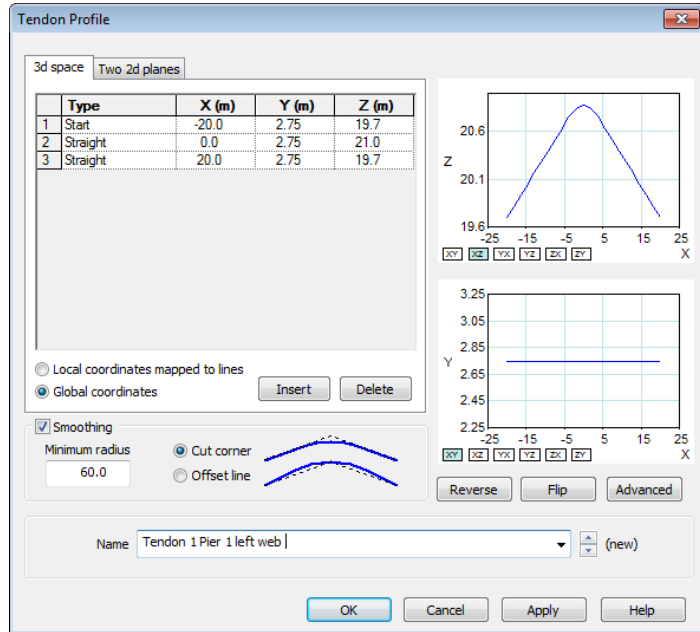 Tendon Profile
3d space Two 2d planes
Type X (m) Y (m) Z (m)
1 Start -20.0 2.75 19.7
2 Straight 0.0 2.75 21.0
3 Straight 20.0 2.75 19.7
Local coordinates mapped to lines
Global coordinates Insert Delete
Smoothing
Minimum radius
60.0
Cut corner
Offset line
20.6
Z
20.1
19.6
-25 -15 -5 5 15 25
XY XZ YX YZ ZX ZY X
3.25
3.05
2.85
Y
2.65
2.45
2.25
-25 -15 -5 5 15 25
XY XZ YX YZ ZX ZY X
Reverse Flip Advanced
Name Tendon 1 Pier 1 left web (new)
OK Cancel Apply Help